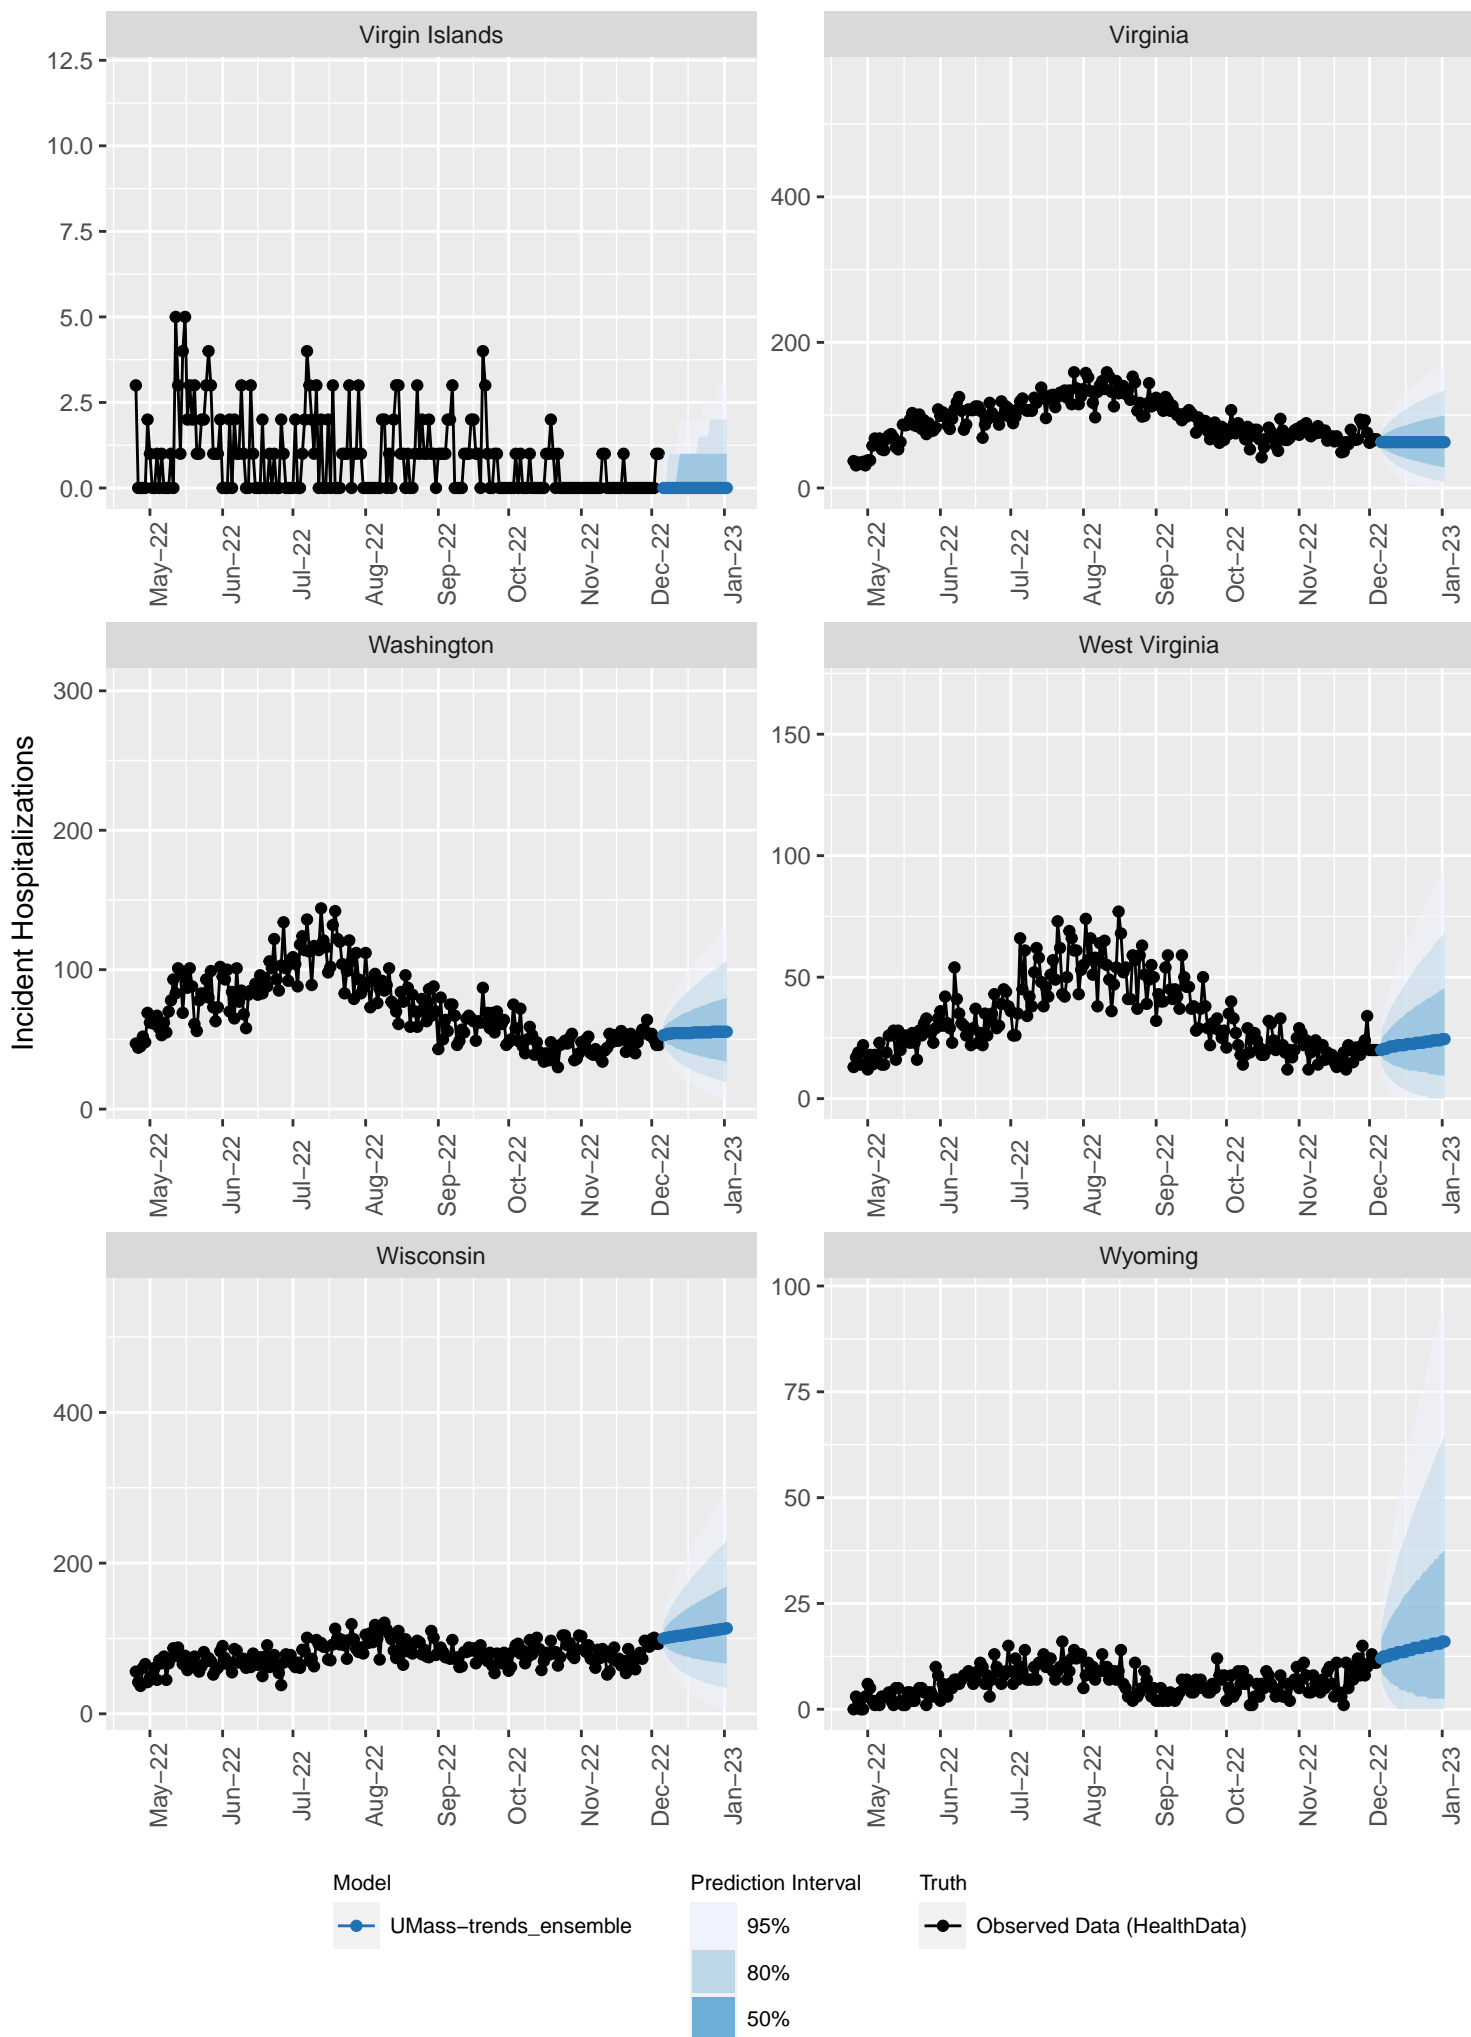 Virgin Islands
Virginia
12.5
10.0
7.5
5.0
2.5
0.0
400
200
0
May−22
Jun−22
Jul−22
Aug−22
Sep−22
Oct−22
Nov−22
Dec−22
Jan−23
May−22
Jun−22
Jul−22
Aug−22
Sep−22
Oct−22
Nov−22
Dec−22
Jan−23
Incident Hospitalizations
Washington
West Virginia
300
200
100
0
150
100
50
0
May−22
Jun−22
Jul−22
Aug−22
Sep−22
Oct−22
Nov−22
Dec−22
Jan−23
May−22
Jun−22
Jul−22
Aug−22
Sep−22
Oct−22
Nov−22
Dec−22
Jan−23
Wisconsin
Wyoming
400
200
0
100
75
50
25
0
May−22
Jun−22
Jul−22
Aug−22
Sep−22
Oct−22
Nov−22
Dec−22
Jan−23
May−22
Jun−22
Jul−22
Aug−22
Sep−22
Oct−22
Nov−22
Dec−22
Jan−23
Model
UMass−trends_ensemble
Prediction Interval
95%
80%
50%
Truth
Observed Data (HealthData)